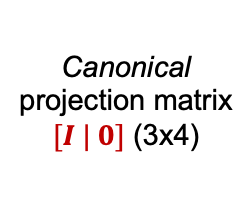 Canonical
projection matrix
[I | 0] (3x4)